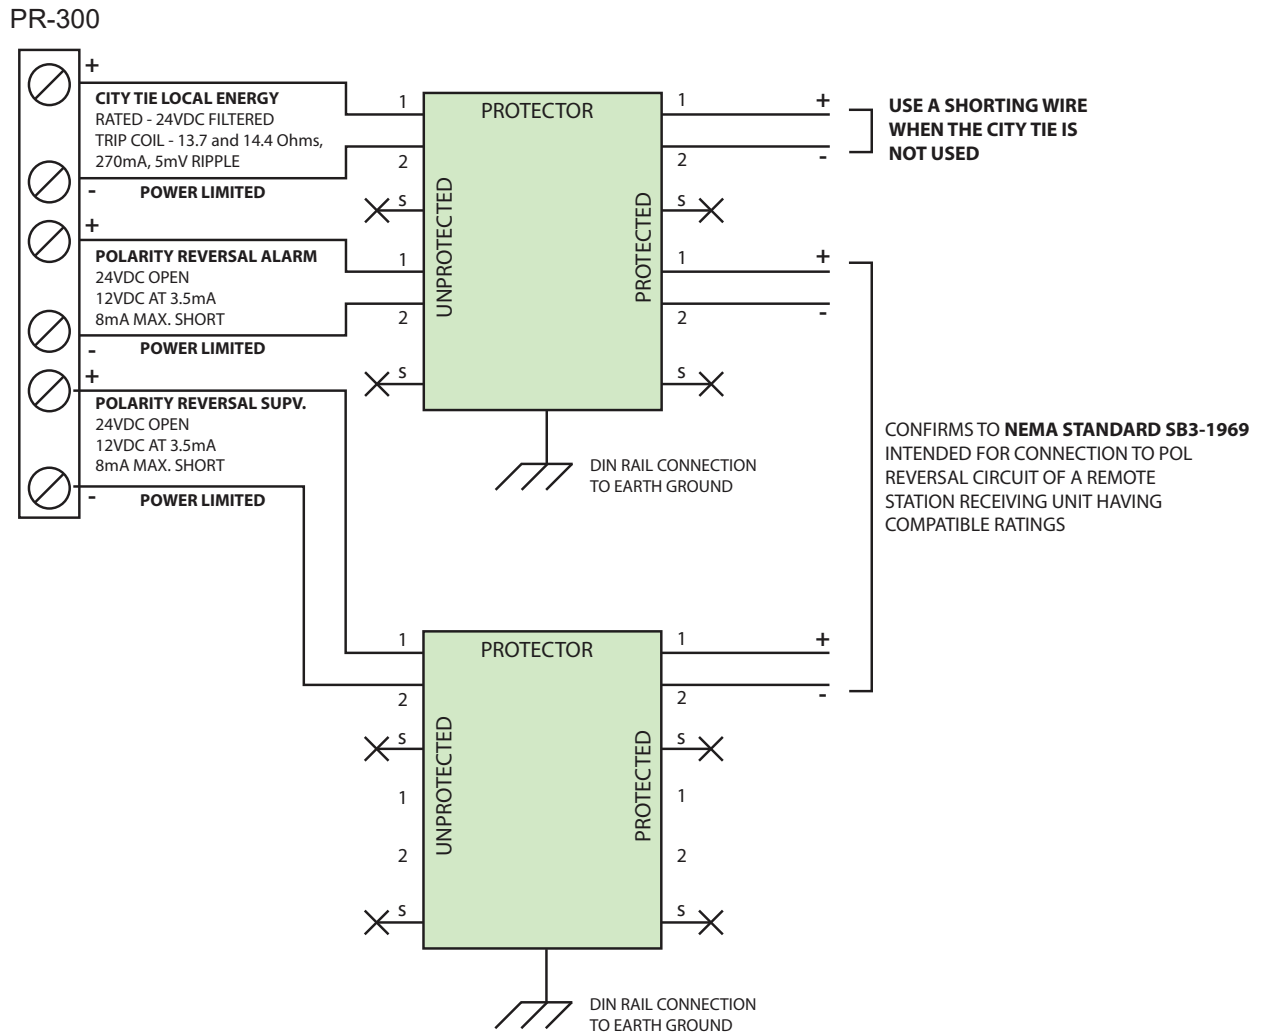 PR-300
+
CITY TIE LOCAL ENERGY
RATED - 24VDC FILTERED
TRIP COIL - 13.7 and 14.4 Ohms,
270mA, 5mV RIPPLE
-
POWER LIMITED
+
POLARITY REVERSAL ALARM
24VDC OPEN
12VDC AT 3.5mA
8mA MAX. SHORT
-
POWER LIMITED
+
POLARITY REVERSAL SUPV.
24VDC OPEN
12VDC AT 3.5mA
8mA MAX. SHORT
-
POWER LIMITED
PROTECTOR
UNPROTECTED
PROTECTED
1
2
S
1
2
S
1
2
S
1
2
S
+
-
+
-
USE A SHORTING WIRE
WHEN THE CITY TIE IS
NOT USED
DIN RAIL CONNECTION
TO EARTH GROUND
CONFIRMS TO NEMA STANDARD SB3-1969
INTENDED FOR CONNECTION TO POL
REVERSAL CIRCUIT OF A REMOTE
STATION RECEIVING UNIT HAVING
COMPATIBLE RATINGS
PROTECTOR
UNPROTECTED
PROTECTED
1
2
S
1
2
S
1
2
S
1
2
S
+
-
DIN RAIL CONNECTION
TO EARTH GROUND